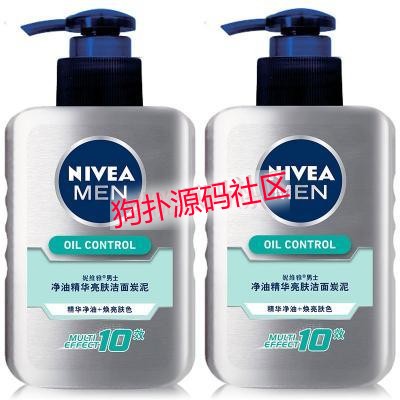 NIVEA
MEN
OIL CONTROL
妮维雅®男士
净油精华亮肤洁面炭泥
精华净油+焕亮肤色
MULTI
EFFECT 10效
NIVEA
MEN
OIL CONTROL
妮维雅®男士
净油精华亮肤洁面炭泥
精华净油+焕亮肤色
MULTI
EFFECT 10效
狗扑源码社区